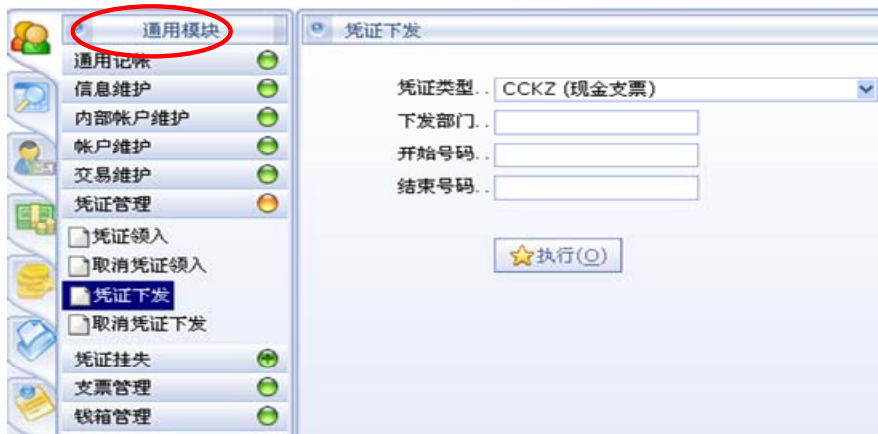 通用模块
通用记帐
信息维护
内部帐户维护
帐户维护
交易维护
凭证管理
凭证领入
取消凭证领入
凭证下发
取消凭证下发
凭证挂失
支票管理
钱箱管理
凭证下发
凭证类型.. CCKZ (现金支票)
下发部门..
开始号码..
结束号码..
执行(O)